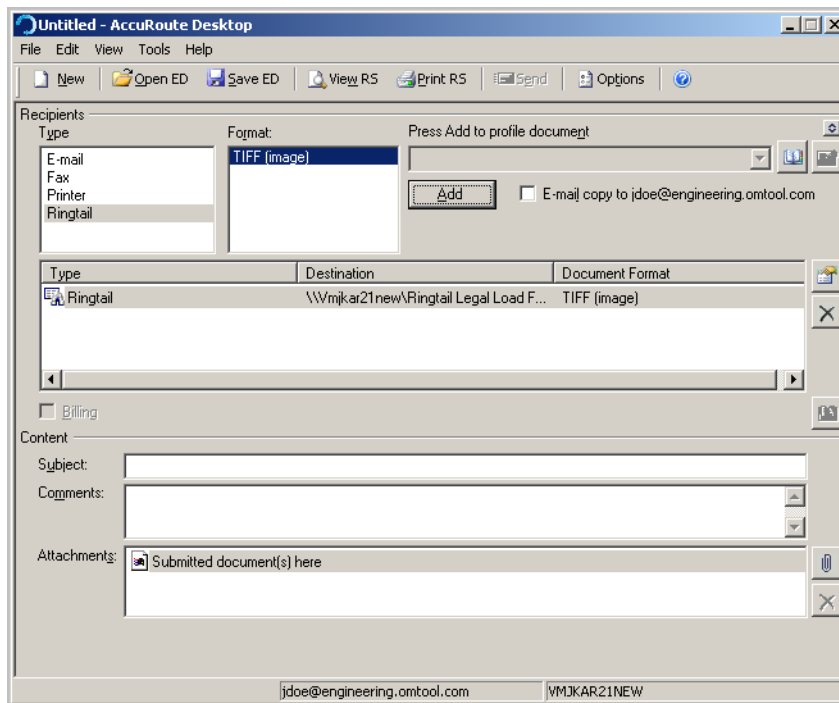 Untitled - AccuRoute Desktop
File Edit View Tools Help
New Open ED Save ED View RS Print RS Send Options
Recipients
Type Format: Press Add to profile document
E-mail TIFF (image)
Fax
Printer
Ringtail
Add E-mail copy to jdoe@engineering.omtool.com
Type Destination Document Format
Ringtail \\Vmjkar21new\Ringtail Legal Load F... TIFF (image)
Billing
Content
Subject:
Comments:
Attachments: Submitted document(s) here
jdoe@engineering.omtool.com VMJKAR21NEW